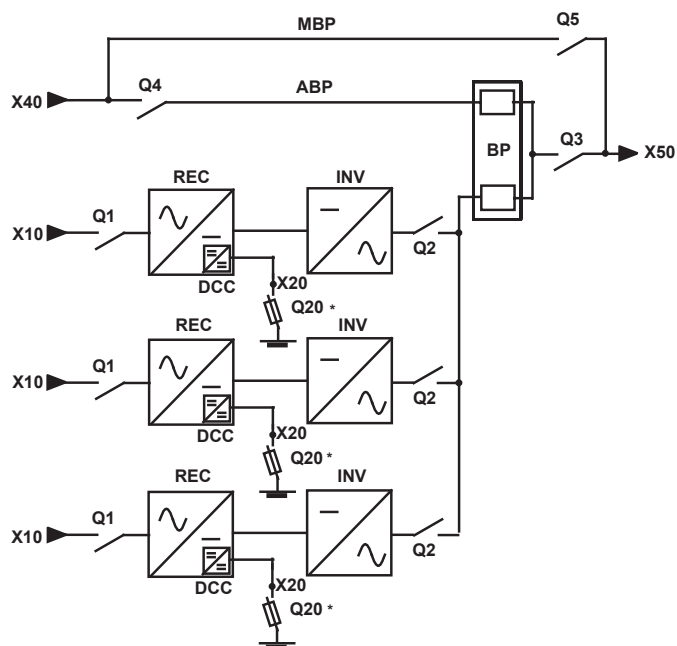 MBP
Q5
X40
Q4
ABP
BP
Q3
X50
REC
INV
X10
Q1
Q2
DCC
X20
Q20 *
REC
INV
X10
Q1
Q2
DCC
X20
Q20 *
REC
INV
X10
Q1
Q2
DCC
X20
Q20 *